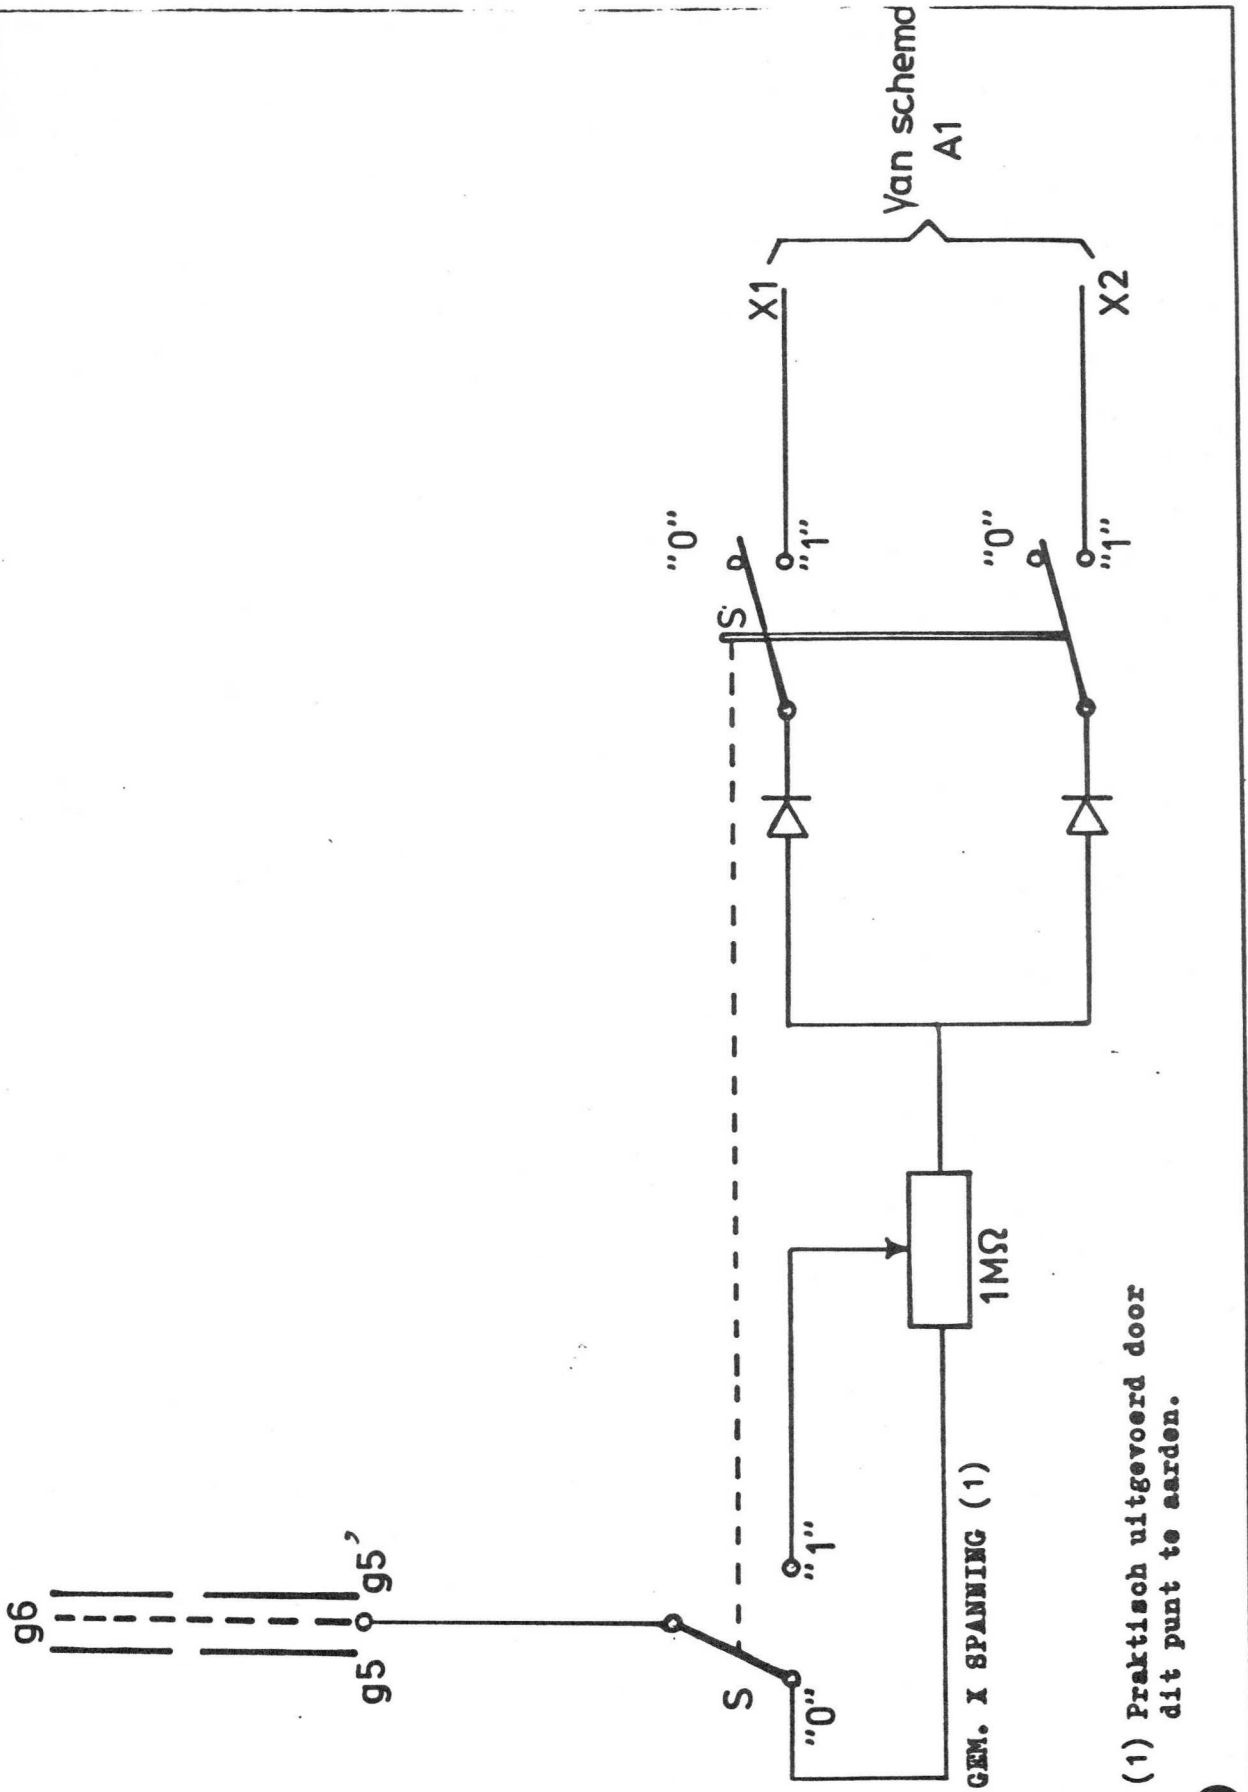 g6
g5 g5'
S
"0"
"1"
GEM. X SPANNING (1)
1MΩ
S
"0"
"1"
X1
"0"
"1"
X2
Van schema
A1
(1) Praktisch uitgevoerd door
dit punt te aarden.